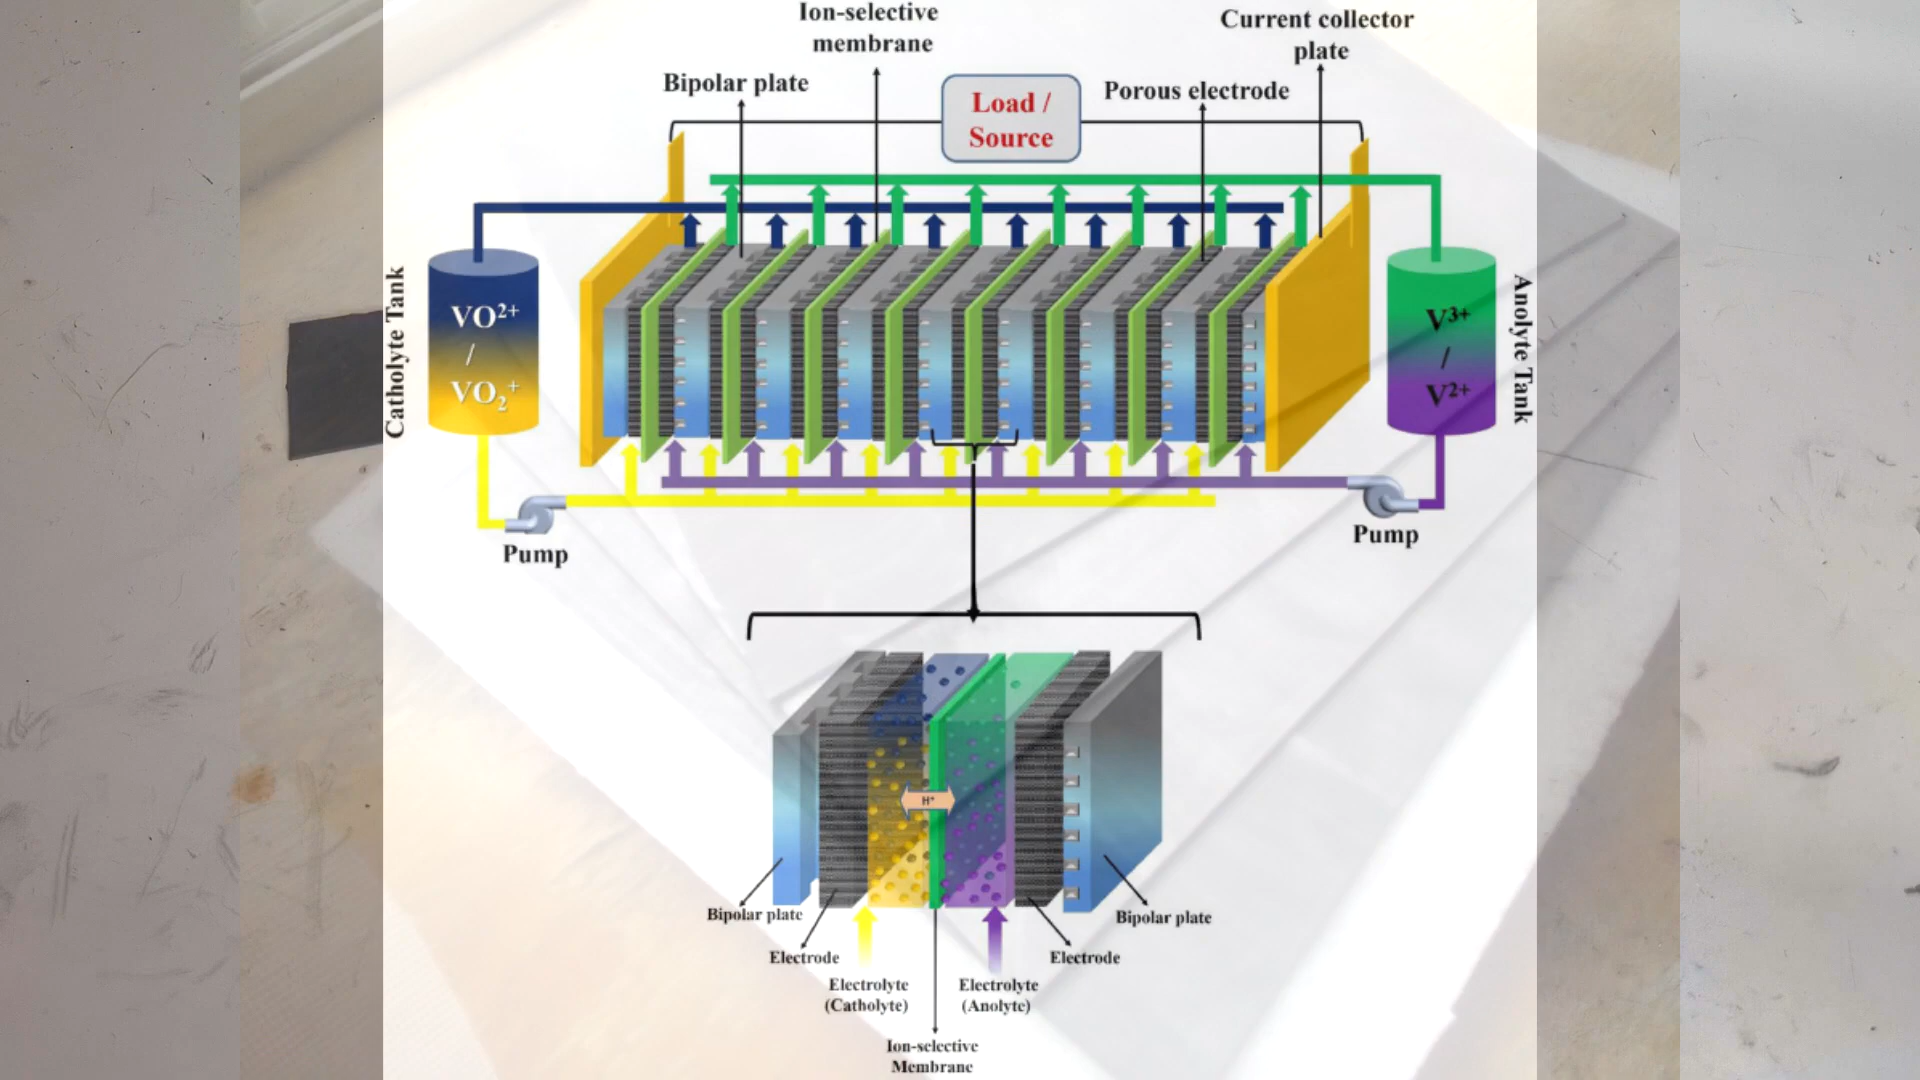 Ion-selective
membrane
Current collector
plate
Bipolar plate
Load /
Source
Porous electrode
Catholyte Tank
VO²⁺
/
VO₂⁺
V³⁺
/
V²⁺
Anolyte Tank
Pump
Pump
H⁺
Bipolar plate
Bipolar plate
Electrode
Electrode
Electrolyte
(Catholyte)
Electrolyte
(Anolyte)
Ion-selective
Membrane